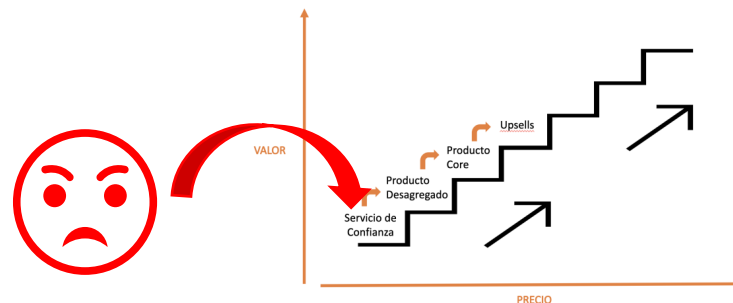 Upsells
VALOR
Producto
Core
Producto
Desagregado
Servicio de
Confianza
PRECIO